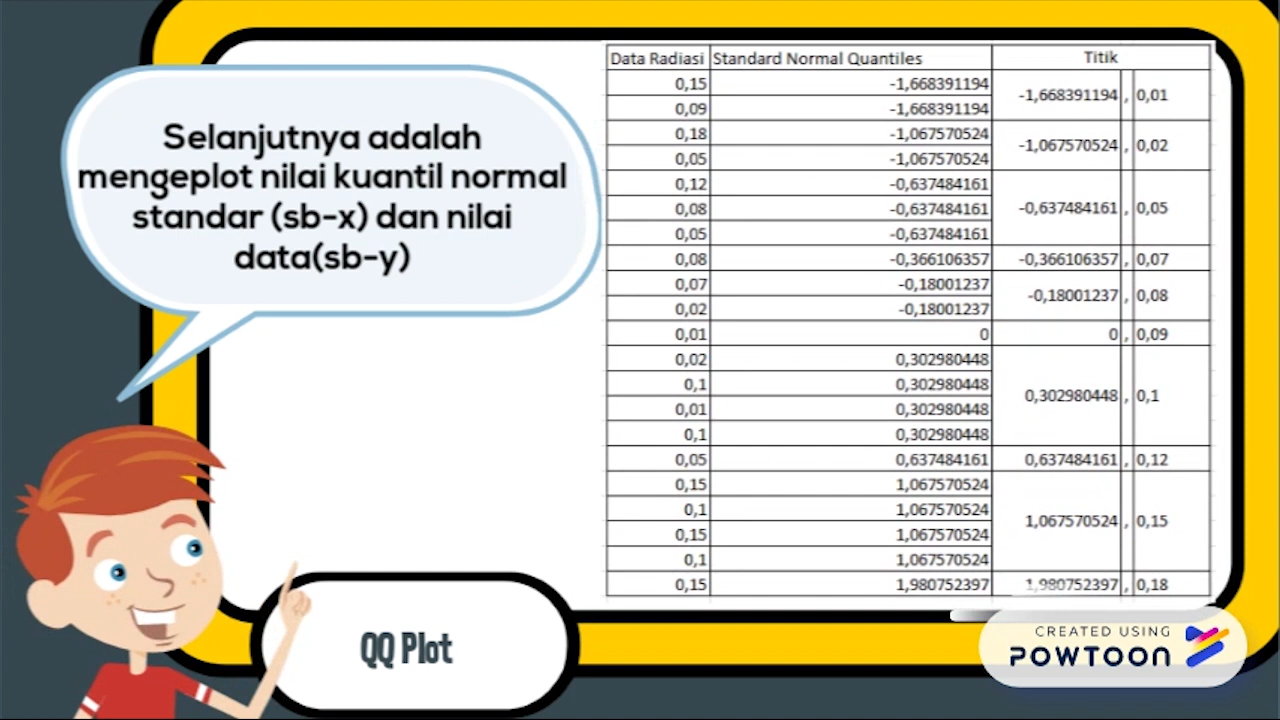 Selanjutnya adalah
mengeplot nilai kuantil normal
standar (sb-x) dan nilai
data(sb-y)
Data Radiasi Standard Normal Quantiles Titik
0,15 -1,668391194
-1,668391194 , 0,01
0,09 -1,668391194
0,18 -1,067570524
-1,067570524 , 0,02
0,05 -1,067570524
0,12 -0,637484161
0,08 -0,637484161 -0,637484161 , 0,05
0,05 -0,637484161
0,08 -0,366106357 -0,366106357 , 0,07
0,07 -0,18001237
-0,18001237 , 0,08
0,02 -0,18001237
0,01 0 0 , 0,09
0,02 0,302980448
0,1 0,302980448
0,302980448 , 0,1
0,01 0,302980448
0,1 0,302980448
0,05 0,637484161 0,637484161 , 0,12
0,15 1,067570524
0,1 1,067570524
1,067570524 , 0,15
0,15 1,067570524
0,1 1,067570524
0,15 1,980752397 1,980752397 , 0,18
QQ Plot
CREATED USING
POWTOON